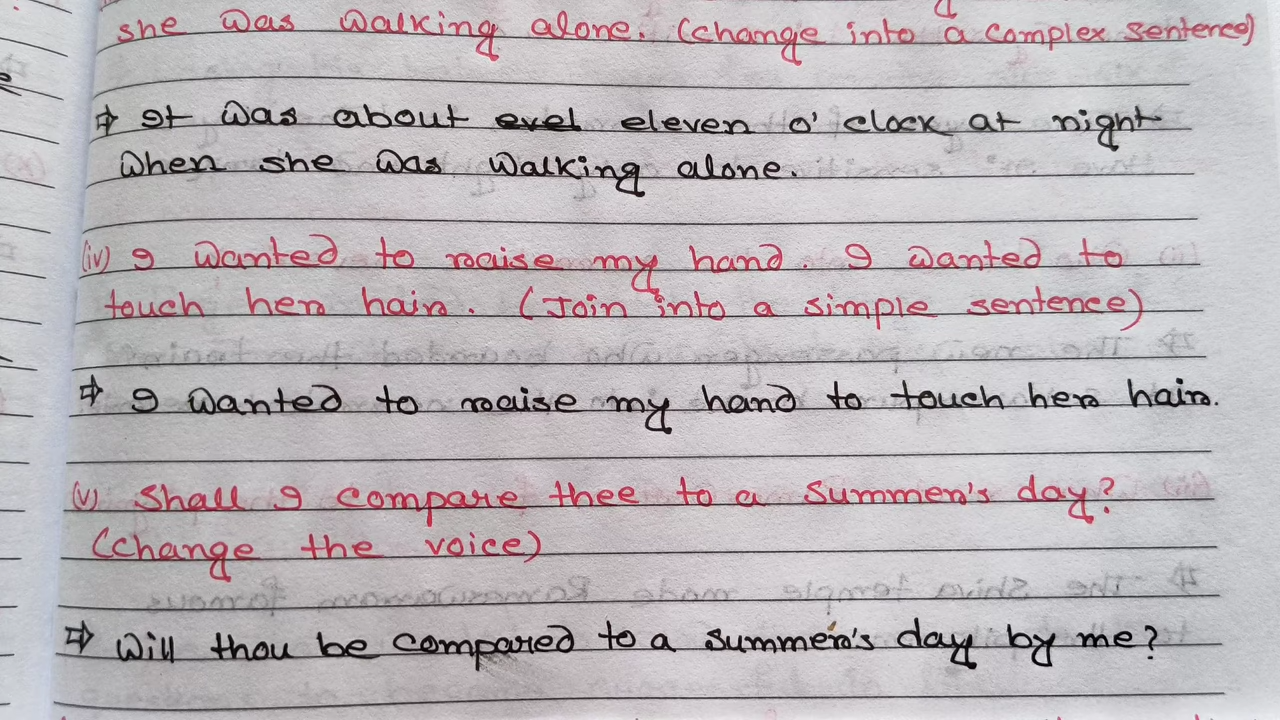 she was walking alone. (change into a complex sentence)
⇒ It was about evel eleven o' clock at night
when she was walking alone.
(iv) I wanted to raise my hand. I wanted to
touch her hair. (Join into a simple sentence)
⇒ I wanted to raise my hand to touch her hair.
(v) Shall I compare thee to a summer's day?
(change the voice)
⇒ Will thou be compared to a summer's day by me?